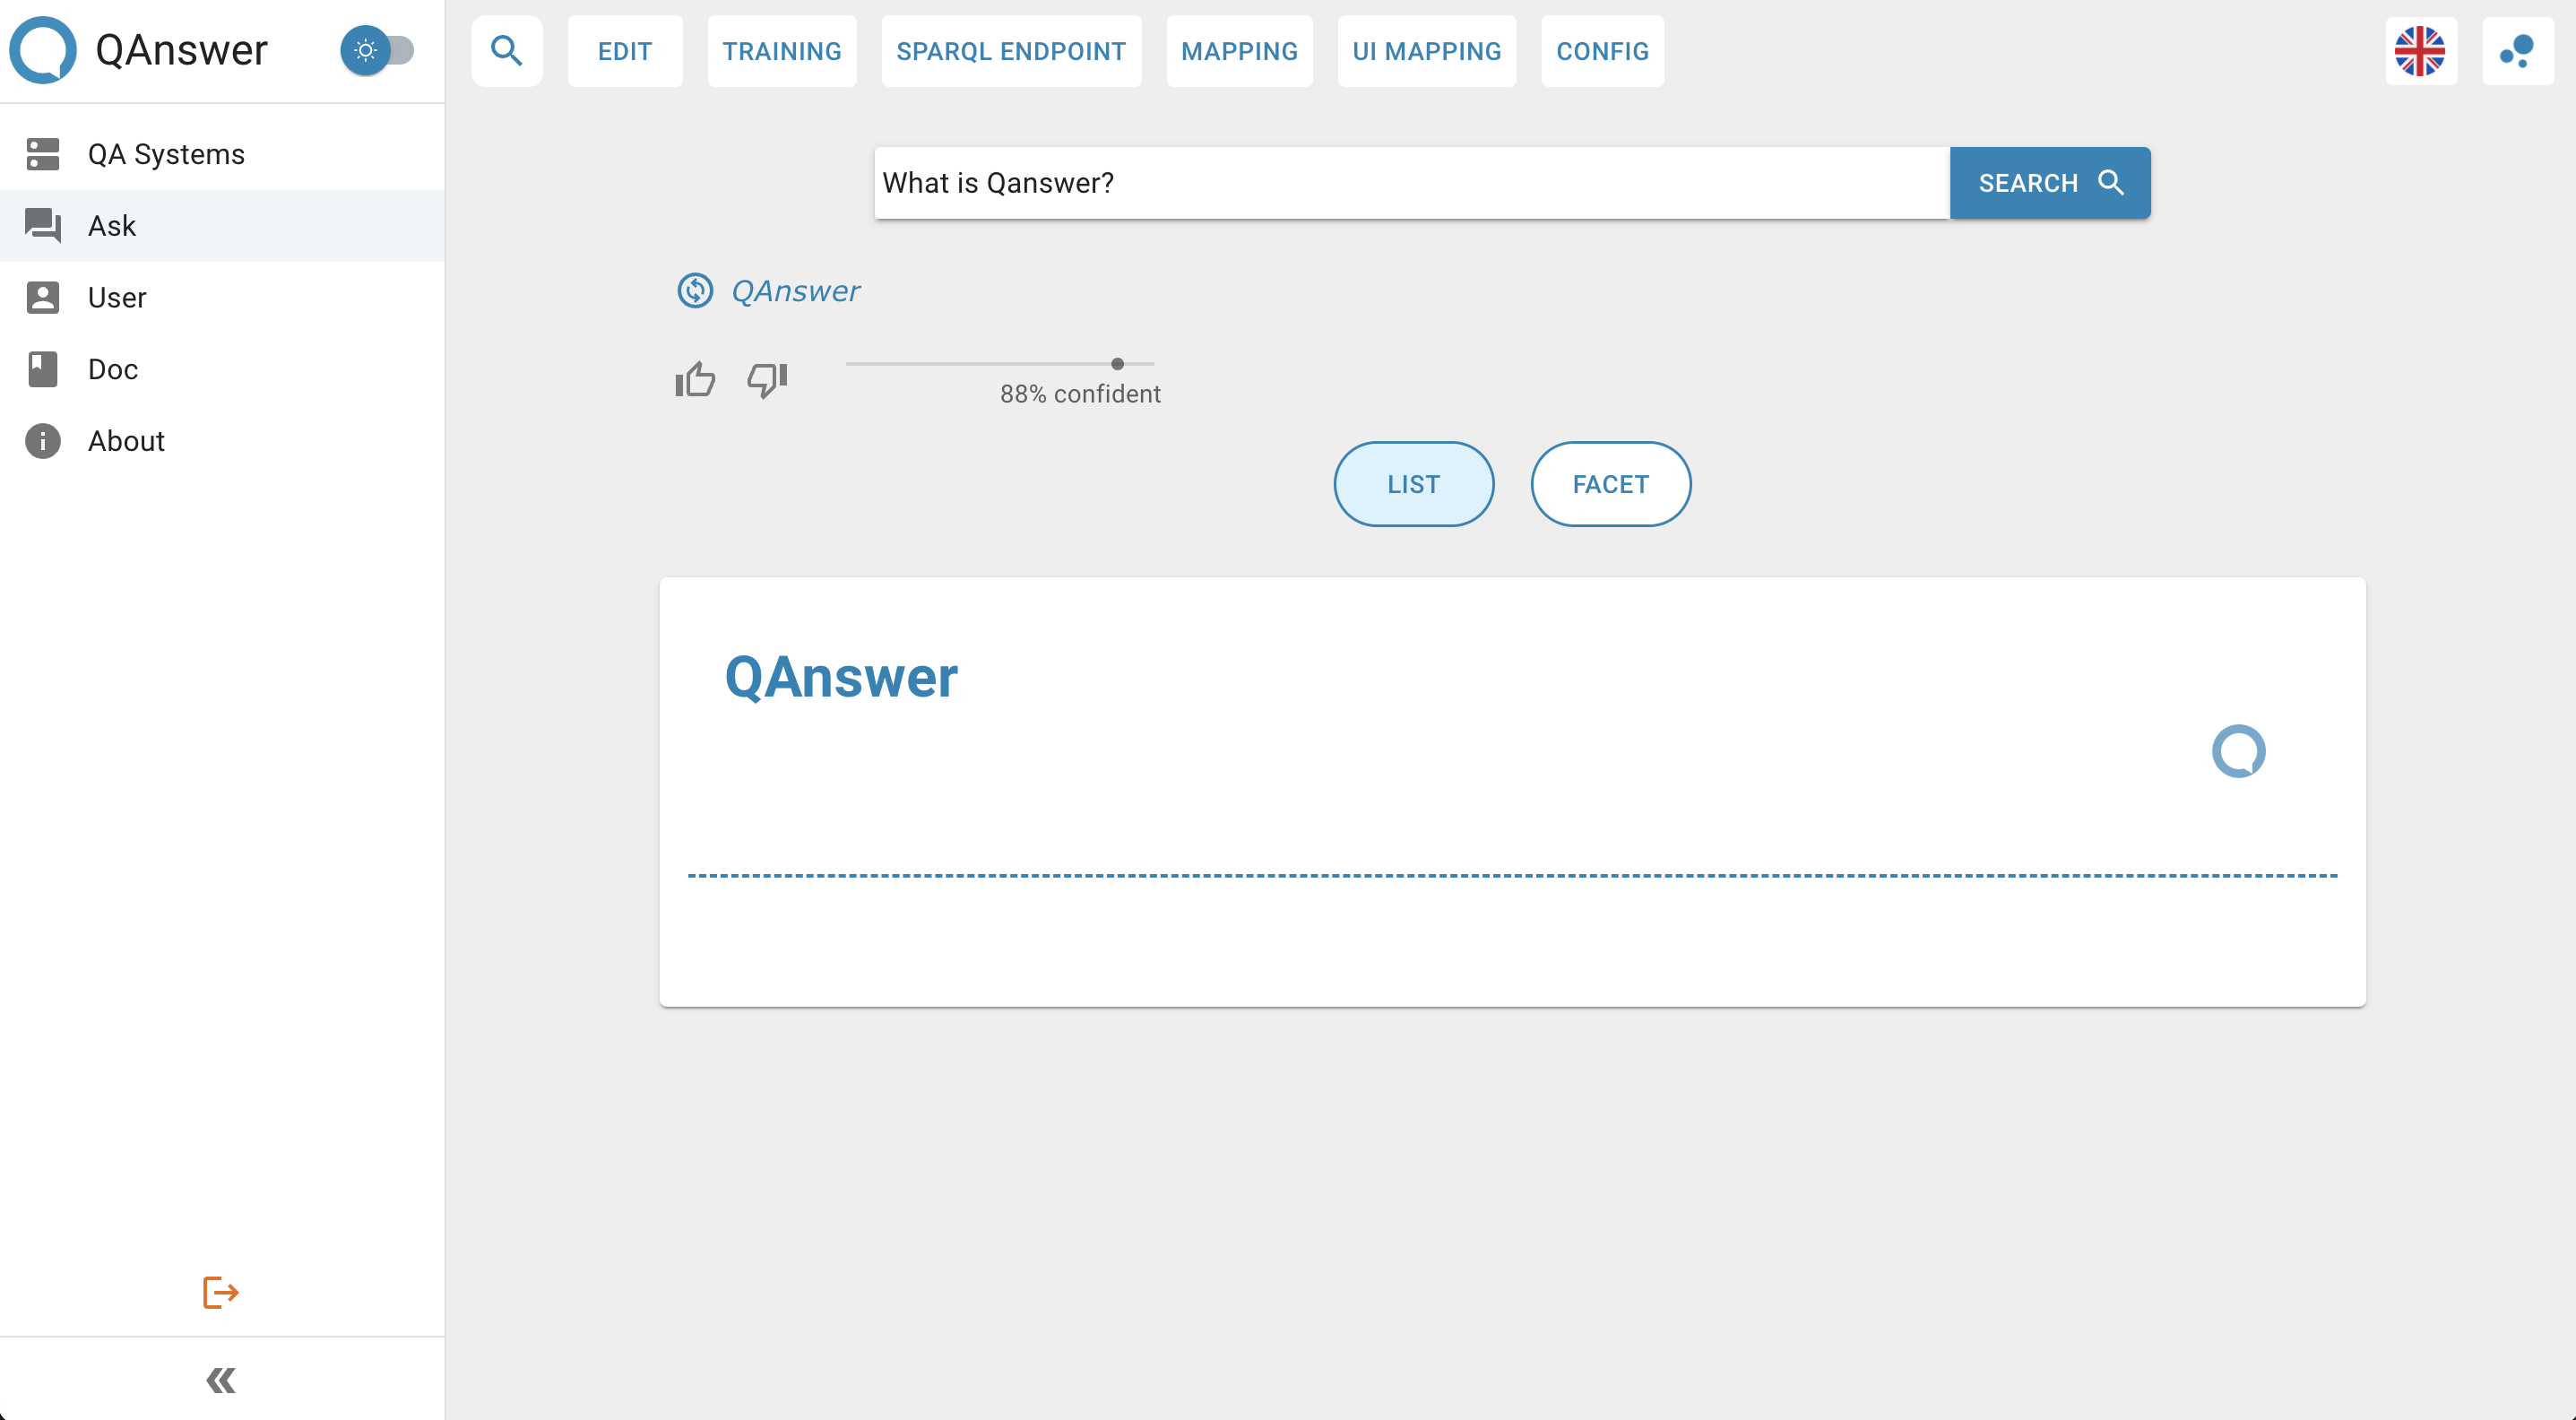 QAnswer
QA Systems
Ask
User
Doc
About
EDIT
TRAINING
SPARQL ENDPOINT
MAPPING
UI MAPPING
CONFIG
What is Qanswer?
SEARCH
QAnswer
88% confident
LIST
FACET
QAnswer